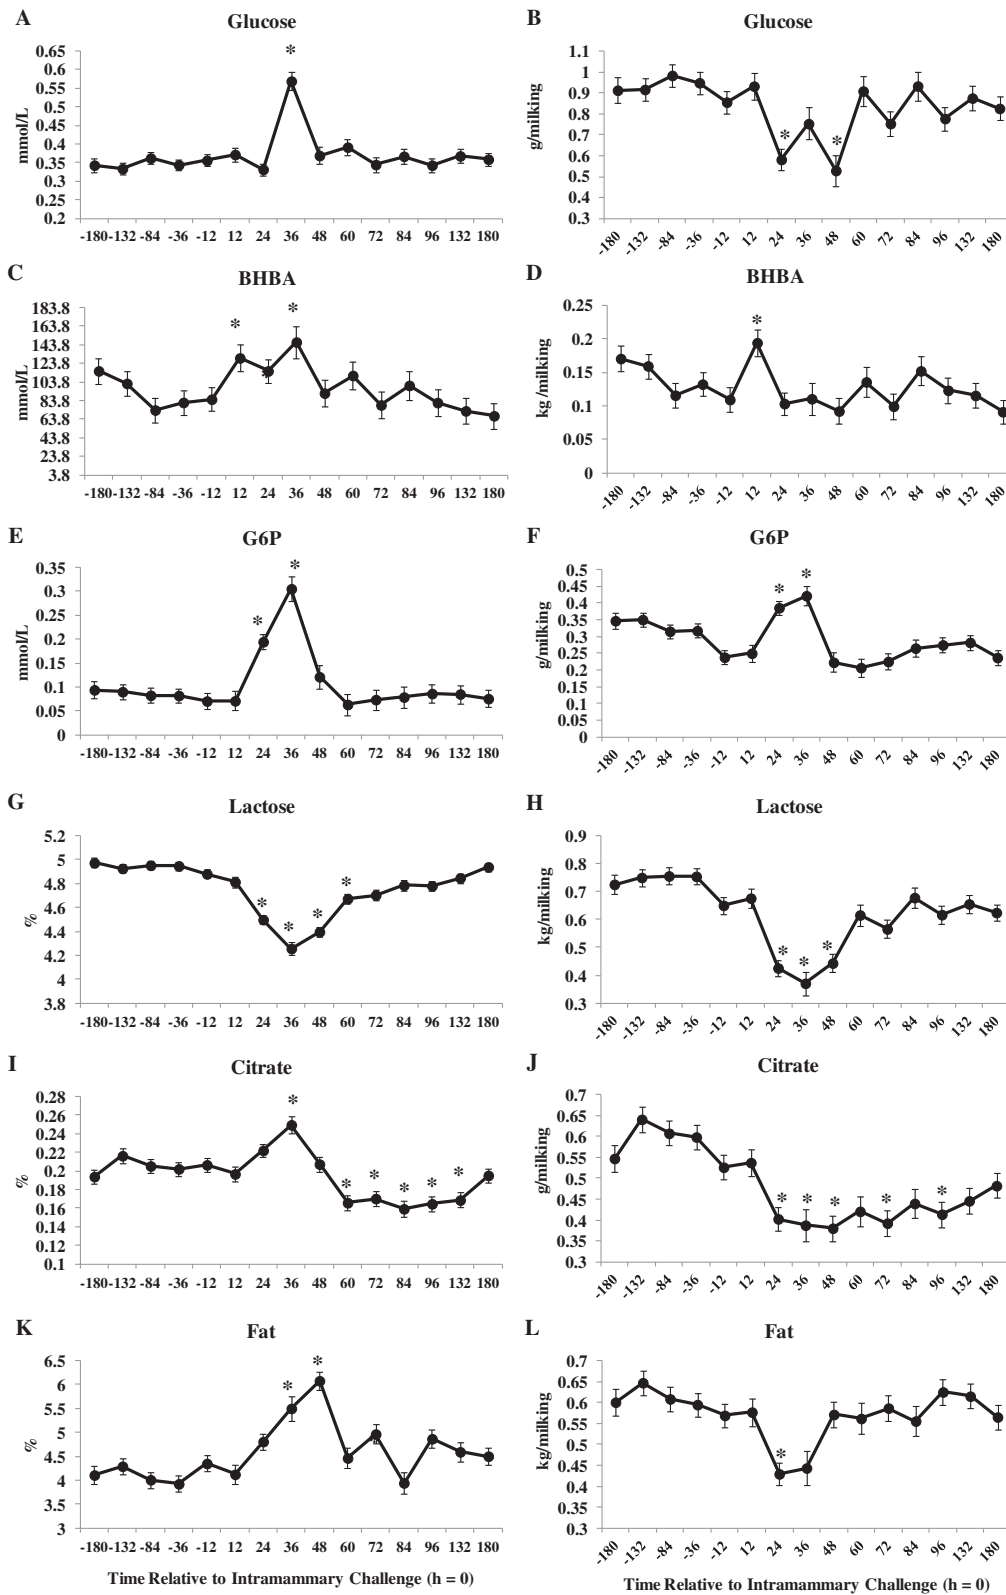 A
Glucose
*
mmol/L
0.65
0.6
0.55
0.5
0.45
0.4
0.35
0.3
0.25
0.2
-180 -132 -84 -36 -12 12 24 36 48 60 72 84 96 132 180
B
Glucose
* *
g/milking
1.1
1
0.9
0.8
0.7
0.6
0.5
0.4
0.3
-180 -132 -84 -36 -12 12 24 36 48 60 72 84 96 132 180
C
BHBA
* *
mmol/L
183.8
163.8
143.8
123.8
103.8
83.8
63.8
43.8
23.8
3.8
-180 -132 -84 -36 -12 12 24 36 48 60 72 84 96 132 180
D
BHBA
*
kg /milking
0.25
0.2
0.15
0.1
0.05
0
-180 -132 -84 -36 -12 12 24 36 48 60 72 84 96 132 180
E
G6P
* *
mmol/L
0.35
0.3
0.25
0.2
0.15
0.1
0.05
0
-180 -132 -84 -36 -12 12 24 36 48 60 72 84 96 132 180
F
G6P
* *
g/milking
0.5
0.45
0.4
0.35
0.3
0.25
0.2
0.15
0.1
0.05
0
-180 -132 -84 -36 -12 12 24 36 48 60 72 84 96 132 180
G
Lactose
* * * *
%
5.2
5
4.8
4.6
4.4
4.2
4
3.8
-180 -132 -84 -36 -12 12 24 36 48 60 72 84 96 132 180
H
Lactose
* * *
kg/milking
0.9
0.8
0.7
0.6
0.5
0.4
0.3
-180 -132 -84 -36 -12 12 24 36 48 60 72 84 96 132 180
I
Citrate
* * * * * *
%
0.28
0.26
0.24
0.22
0.2
0.18
0.16
0.14
0.12
0.1
-180 -132 -84 -36 -12 12 24 36 48 60 72 84 96 132 180
J
Citrate
* * * * *
g/milking
0.7
0.65
0.6
0.55
0.5
0.45
0.4
0.35
0.3
-180 -132 -84 -36 -12 12 24 36 48 60 72 84 96 132 180
K
Fat
* *
%
6.5
6
5.5
5
4.5
4
3.5
3
-180 -132 -84 -36 -12 12 24 36 48 60 72 84 96 132 180
Time Relative to Intramammary Challenge (h = 0)
L
Fat
*
kg/milking
0.7
0.65
0.6
0.55
0.5
0.45
0.4
0.35
0.3
-180 -132 -84 -36 -12 12 24 36 48 60 72 84 96 132 180
Time Relative to Intramammary Challenge (h = 0)